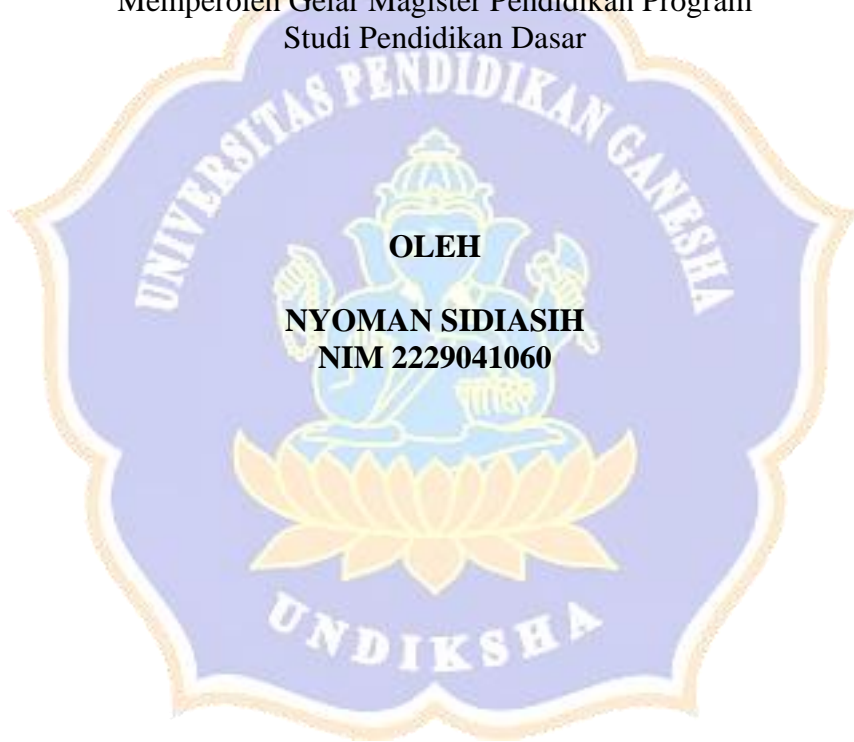 Memperoleh Gelar Magister Pendidikan Program
Studi Pendidikan Dasar
UNIVERSITAS PENDIDIKAN GANESHA
OLEH
NYOMAN SIDIASIH
NIM 2229041060
UNDIKSHA